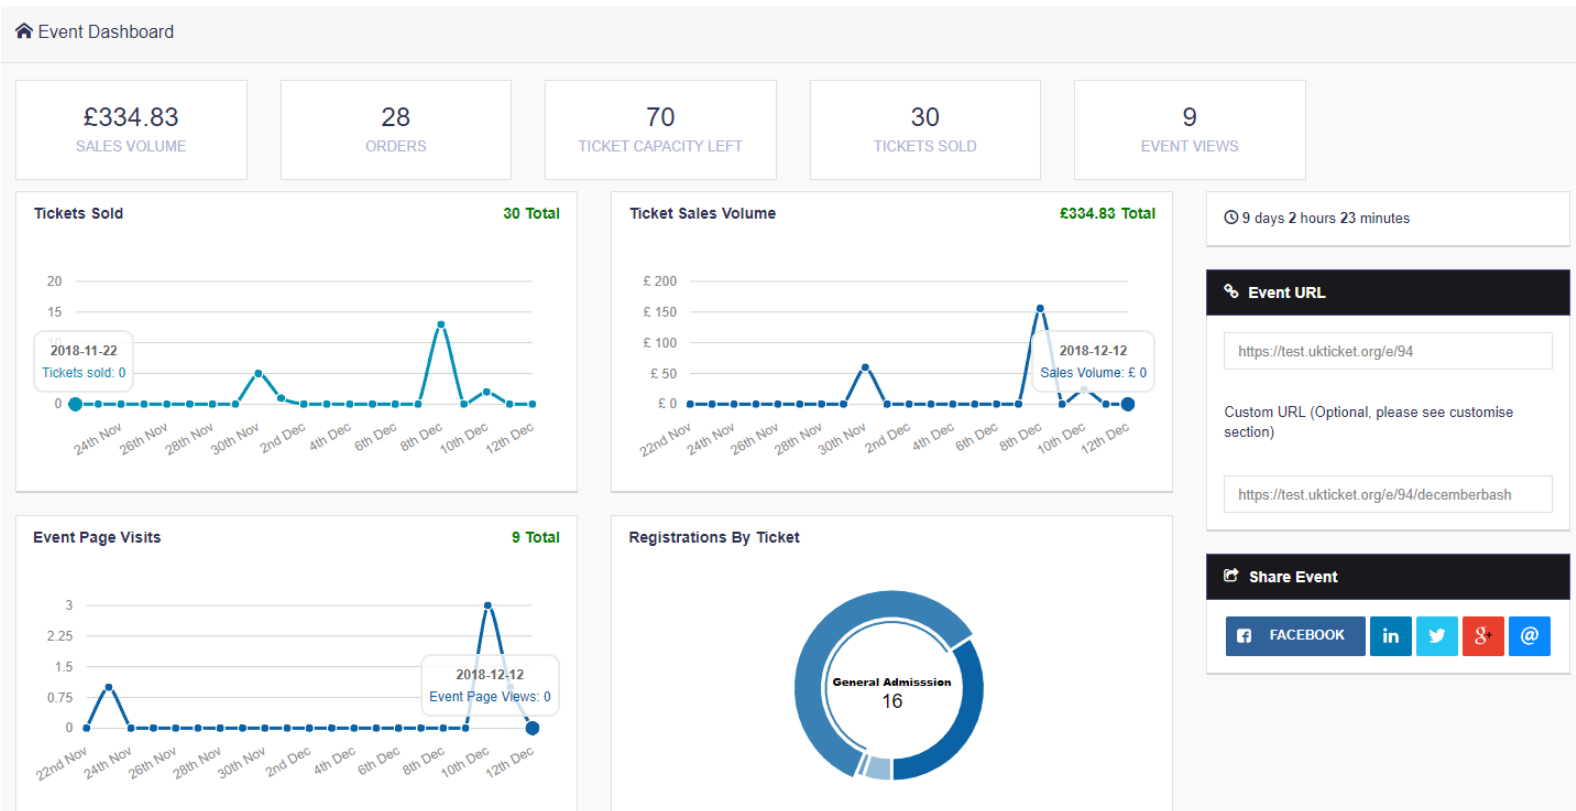 Event Dashboard
£334.83
SALES VOLUME
28
ORDERS
70
TICKET CAPACITY LEFT
30
TICKETS SOLD
9
EVENT VIEWS
Tickets Sold 30 Total
20
15
10
0
2018-11-22
Tickets sold: 0
24th Nov 26th Nov 28th Nov 30th Nov 2nd Dec 4th Dec 6th Dec 8th Dec 10th Dec 12th Dec
Ticket Sales Volume £334.83 Total
£ 200
£ 150
£ 100
£ 50
£ 0
2018-12-12
Sales Volume: £ 0
22nd Nov 24th Nov 26th Nov 28th Nov 30th Nov 2nd Dec 4th Dec 6th Dec 8th Dec 10th Dec 12th Dec
9 days 2 hours 23 minutes
Event URL
https://test.ukticket.org/e/94
Custom URL (Optional, please see customise
section)
https://test.ukticket.org/e/94/decemberbash
Event Page Visits 9 Total
3
2.25
1.5
0.75
0
2018-12-12
Event Page Views: 0
22nd Nov 24th Nov 26th Nov 28th Nov 30th Nov 2nd Dec 4th Dec 6th Dec 8th Dec 10th Dec 12th Dec
Registrations By Ticket
General Admisssion
16
Share Event
FACEBOOK
in
g+
@